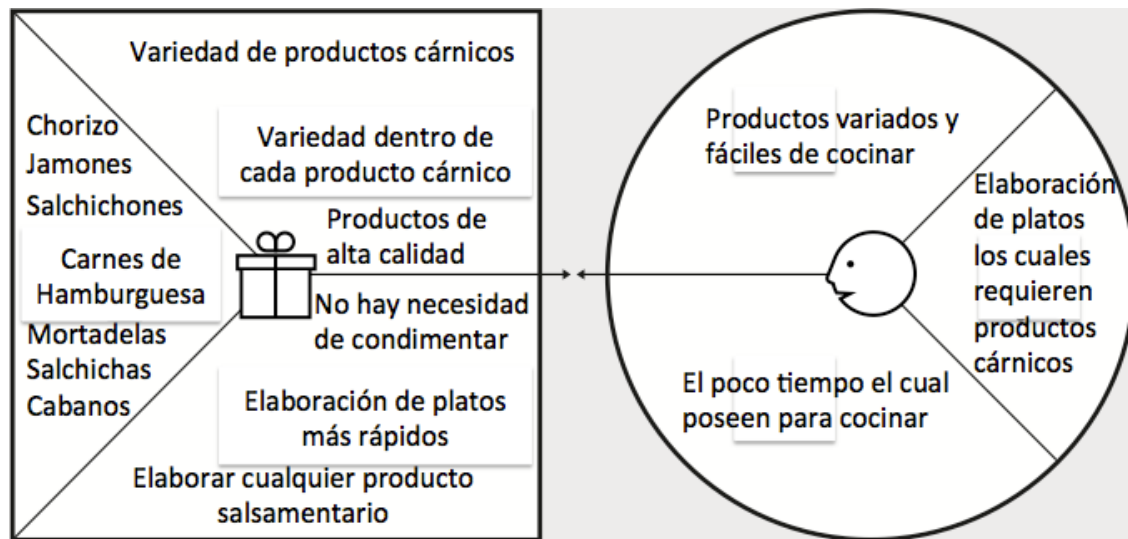 Variedad de productos cárnicos
Chorizo
Jamones
Salchichones
Carnes de
Hamburguesa
Mortadelas
Salchichas
Cabanos
Variedad dentro de
cada producto cárnico
Productos de
alta calidad
No hay necesidad
de condimentar
Elaboración de platos
más rápidos
Elaborar cualquier producto
salsamentario
Productos variados y
fáciles de cocinar
Elaboración
de platos
los cuales
requieren
productos
cárnicos
El poco tiempo el cual
poseen para cocinar